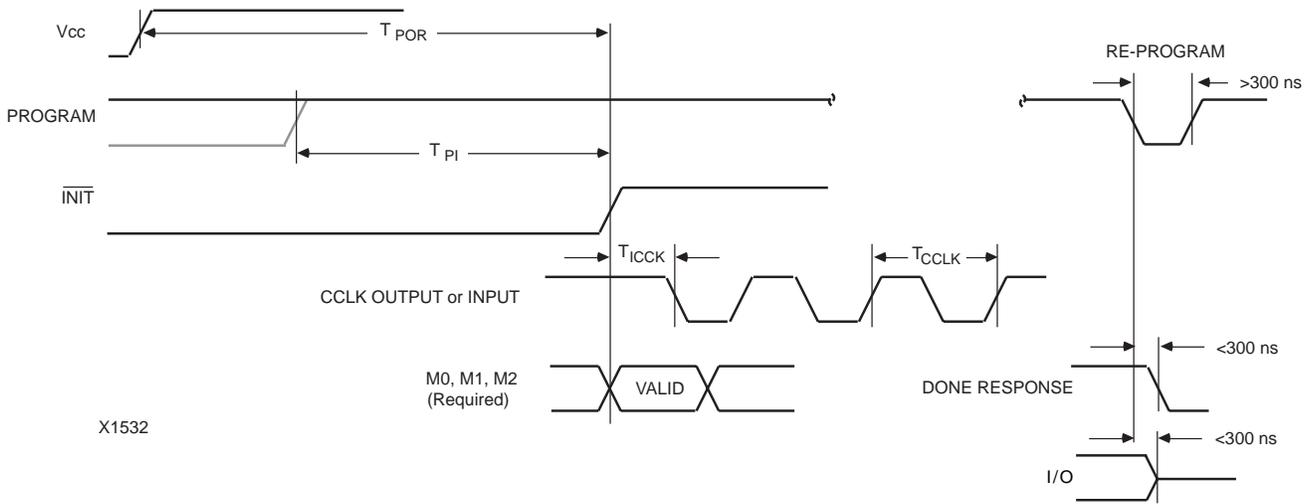 Vcc
T POR
RE-PROGRAM
>300 ns
PROGRAM
T PI
INIT
T ICCK
T CCLK
CCLK OUTPUT or INPUT
<300 ns
M0, M1, M2
(Required)
VALID
DONE RESPONSE
X1532
<300 ns
I/O